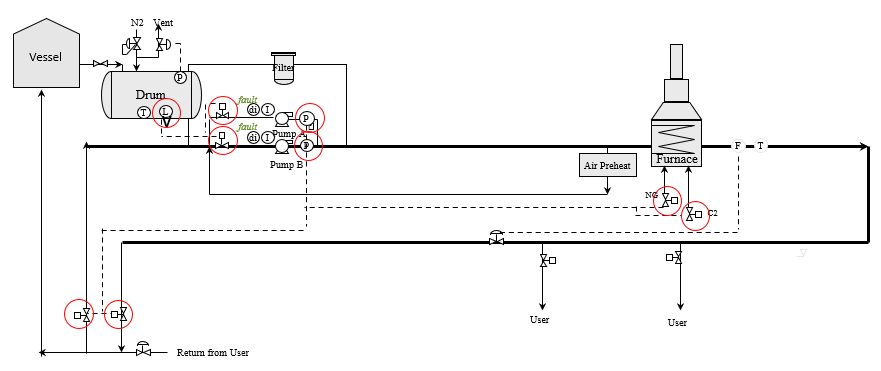 N2
Vent
Vessel
Filter
P
Drum
fault
T
L
di
I
P
Pump A
fault
di
I
Pump B
Air Preheat
Furnace
F
T
NG
C2
User
User
Return from User